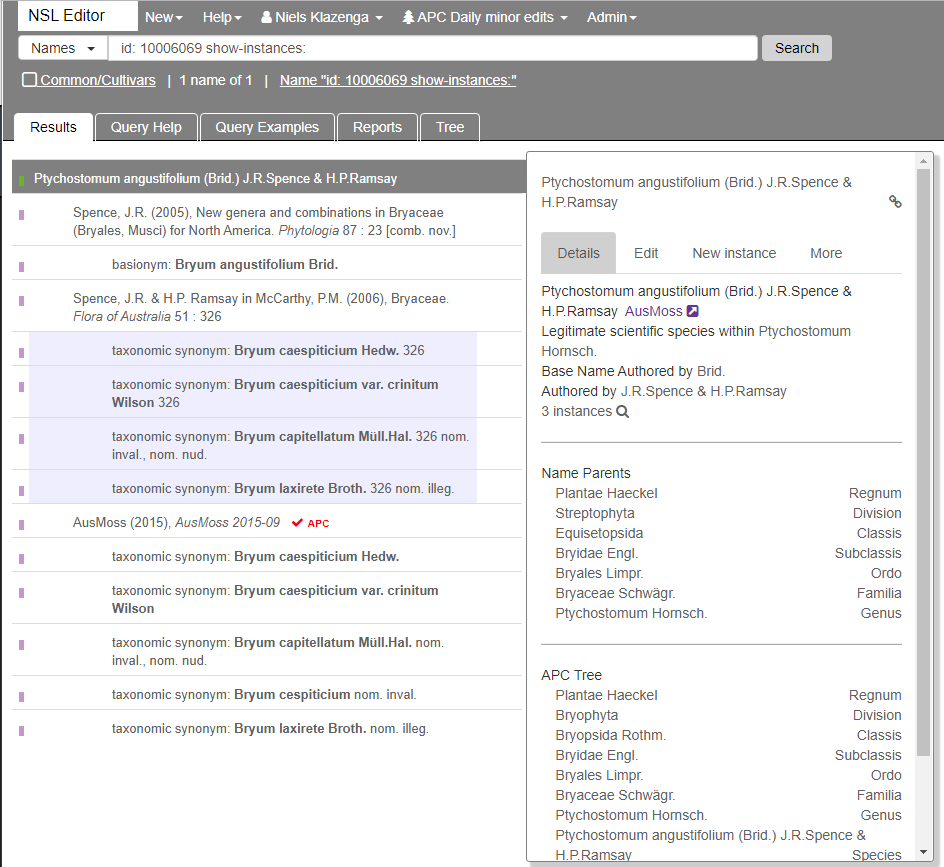 NSL Editor New Help Niels Klazenga APC Daily minor edits Admin
Names id: 10006069 show-instances: Search
Common/Cultivars | 1 name of 1 | Name "id: 10006069 show-instances:"
Results Query Help Query Examples Reports Tree
Ptychostomum angustifolium (Brid.) J.R.Spence & H.P.Ramsay
Spence, J.R. (2005), New genera and combinations in Bryaceae
(Bryales, Musci) for North America. Phytologia 87 : 23 [comb. nov.]
basionym: Bryum angustifolium Brid.
Spence, J.R. & H.P. Ramsay in McCarthy, P.M. (2006), Bryaceae.
Flora of Australia 51 : 326
taxonomic synonym: Bryum caespiticium Hedw. 326
taxonomic synonym: Bryum caespiticium var. crinitum
Wilson 326
taxonomic synonym: Bryum capitellatum Müll.Hal. 326 nom.
inval., nom. nud.
taxonomic synonym: Bryum laxirete Broth. 326 nom. illeg.
AusMoss (2015), AusMoss 2015-09 APC
taxonomic synonym: Bryum caespiticium Hedw.
taxonomic synonym: Bryum caespiticium var. crinitum
Wilson
taxonomic synonym: Bryum capitellatum Müll.Hal. nom.
inval., nom. nud.
taxonomic synonym: Bryum cespiticium nom. inval.
taxonomic synonym: Bryum laxirete Broth. nom. illeg.
Ptychostomum angustifolium (Brid.) J.R.Spence &
H.P.Ramsay
Details Edit New instance More
Ptychostomum angustifolium (Brid.) J.R.Spence &
H.P.Ramsay AusMoss
Legitimate scientific species within Ptychostomum
Hornsch.
Base Name Authored by Brid.
Authored by J.R.Spence & H.P.Ramsay
3 instances
Name Parents
Plantae Haeckel Regnum
Streptophyta Division
Equisetopsida Classis
Bryidae Engl. Subclassis
Bryales Limpr. Ordo
Bryaceae Schwägr. Familia
Ptychostomum Hornsch. Genus
APC Tree
Plantae Haeckel Regnum
Bryophyta Division
Bryopsida Rothm. Classis
Bryidae Engl. Subclassis
Bryales Limpr. Ordo
Bryaceae Schwägr. Familia
Ptychostomum Hornsch. Genus
Ptychostomum angustifolium (Brid.) J.R.Spence &
H.P.Ramsay Species